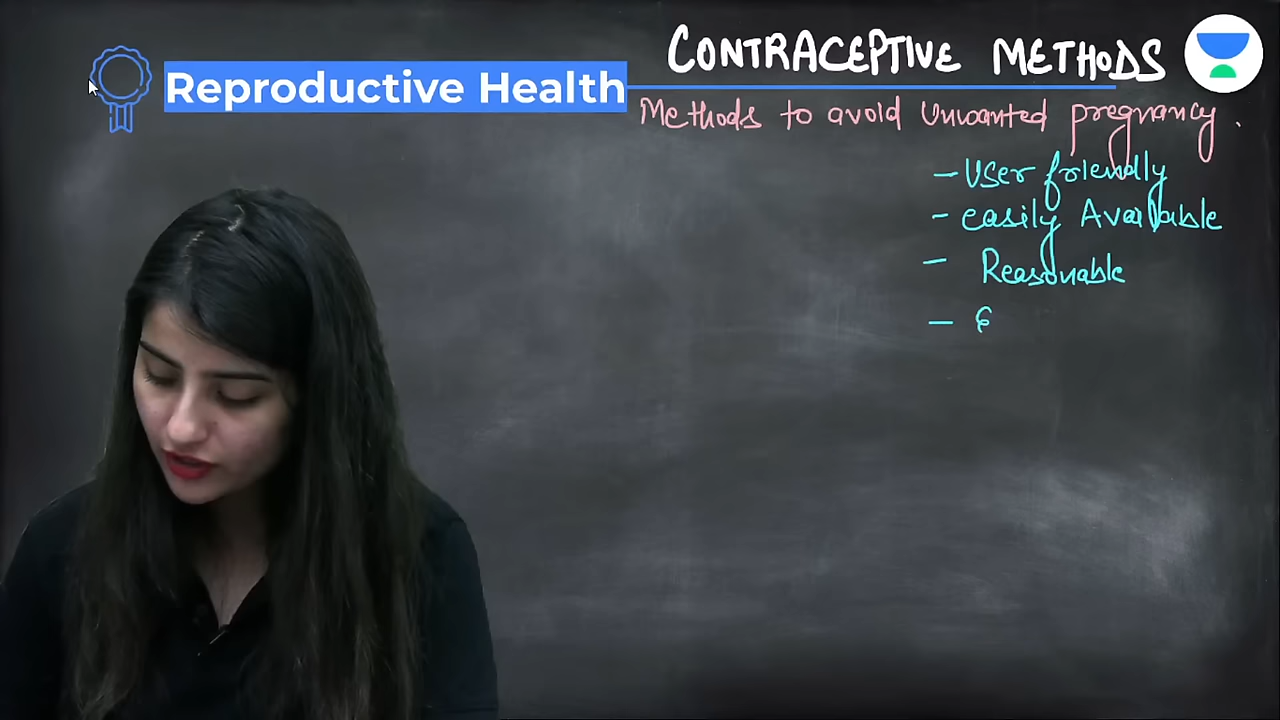 CONTRACEPTIVE METHODS
Reproductive Health
Methods to avoid Unwanted pregnancy.
- User friendly
- easily Available
- Reasonable
-